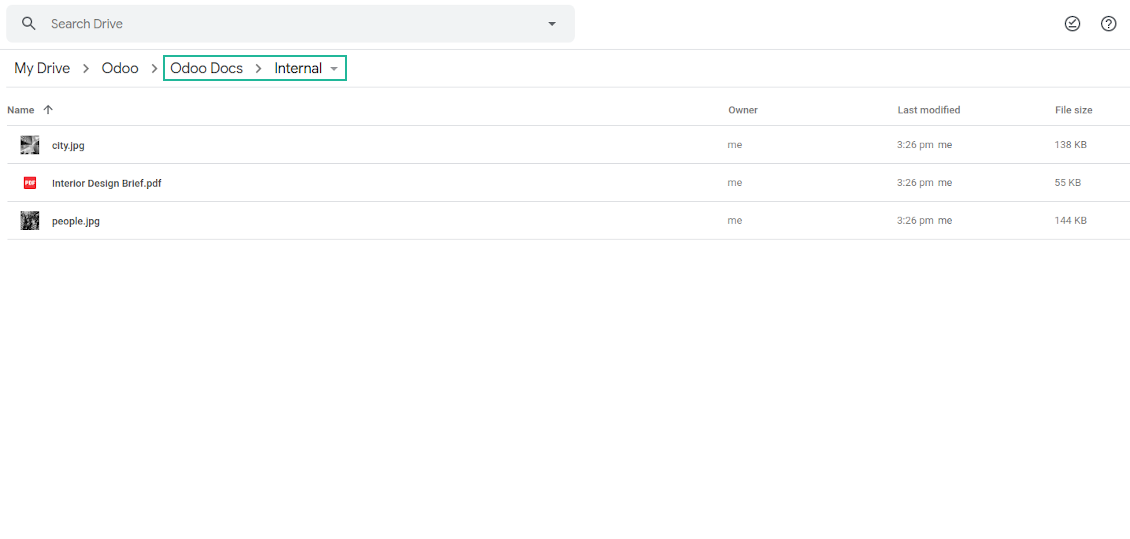 Search Drive
My Drive > Odoo > Odoo Docs > Internal
Name Owner Last modified File size
city.jpg me 3:26 pm me 138 KB
PDF Interior Design Brief.pdf me 3:26 pm me 55 KB
people.jpg me 3:26 pm me 144 KB